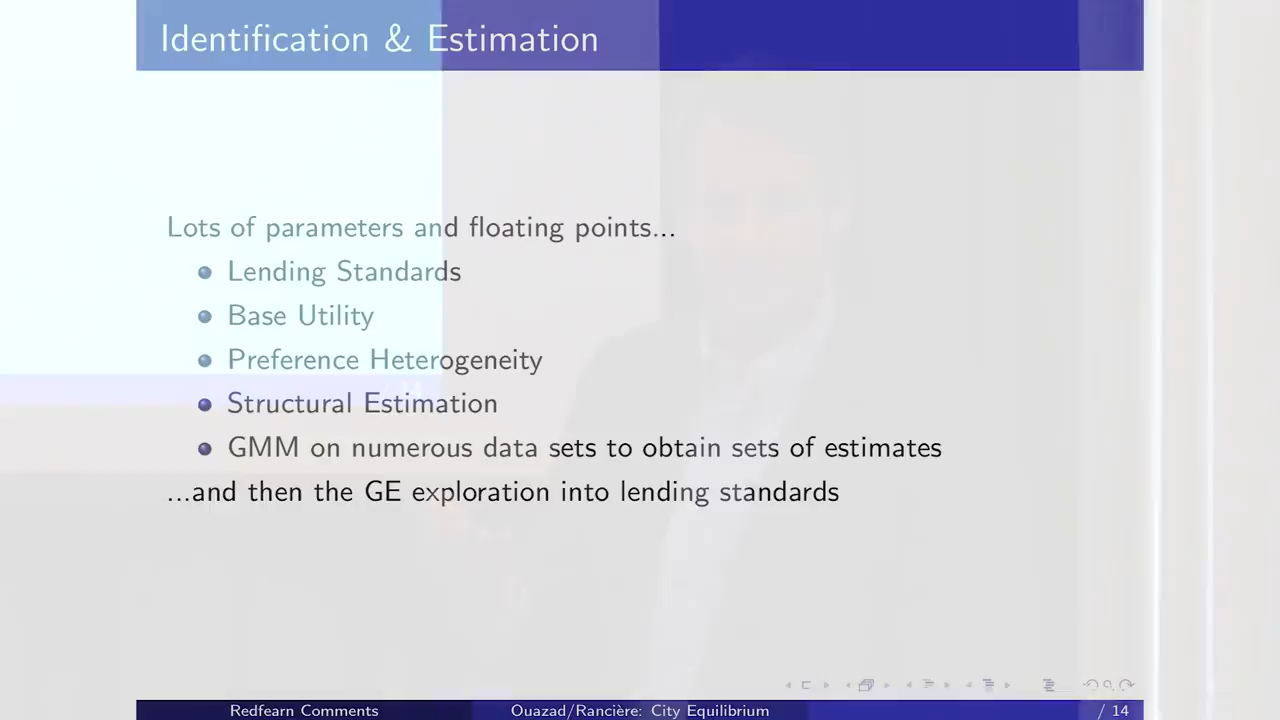 Identification & Estimation
Lots of parameters and floating points...
Lending Standards
Base Utility
Preference Heterogeneity
Structural Estimation
GMM on numerous data sets to obtain sets of estimates
...and then the GE exploration into lending standards
Redfearn Comments
Ouazad/Rancière: City Equilibrium
/ 14